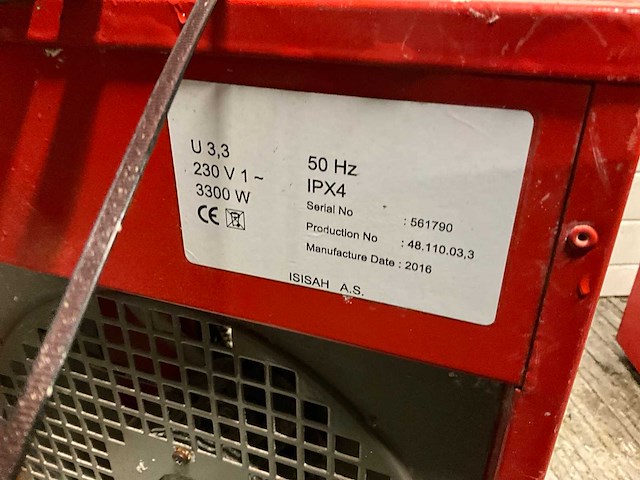 U 3,3
230 V 1 ~
3300 W
CE
50 Hz
IPX4
Serial No : 561790
Production No : 48.110.03,3
Manufacture Date : 2016
ISISAH A.S.